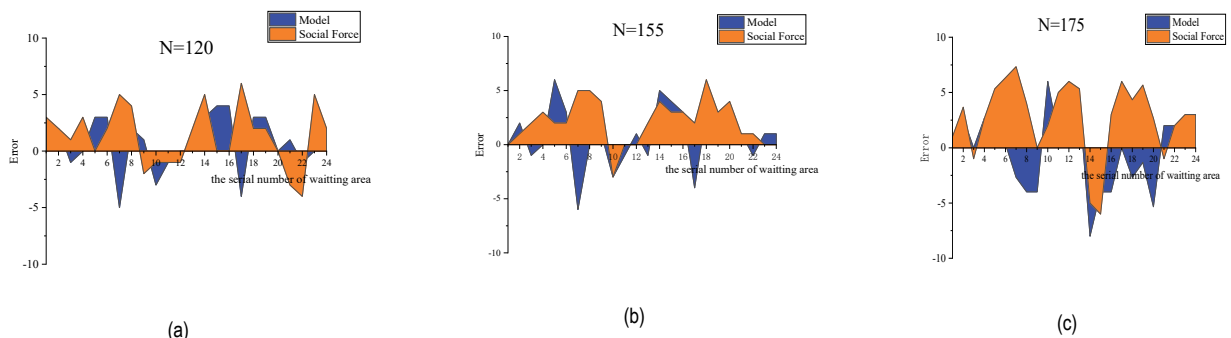 Model
Social Force
N=120
10
5
0
-5
-10
Error
2 4 6 8 10 12 14 16 18 20 22 24
the serial number of waitting area
(a)
Model
Social Force
N=155
10
5
0
-5
-10
Error
2 4 6 8 10 12 14 16 18 20 22 24
the serial number of waitting area
(b)
Model
Social Force
N=175
10
5
0
-5
-10
Error
2 4 6 8 10 12 14 16 18 20 22 24
the serial number of waitting area
(c)